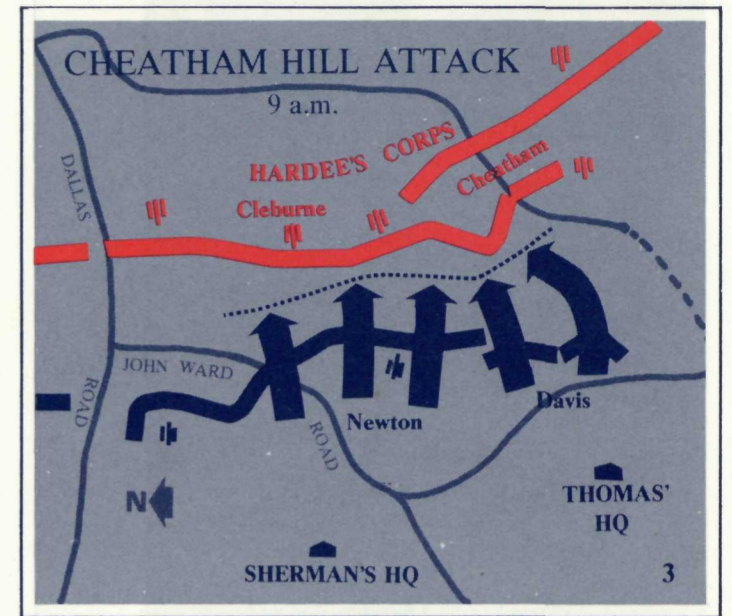 CHEATHAM HILL ATTACK
9 a.m.
HARDEE'S CORPS
Cheatham
Cleburne
DALLAS
ROAD
JOHN WARD
ROAD
Newton
Davis
N
THOMAS'
HQ
SHERMAN'S HQ
3